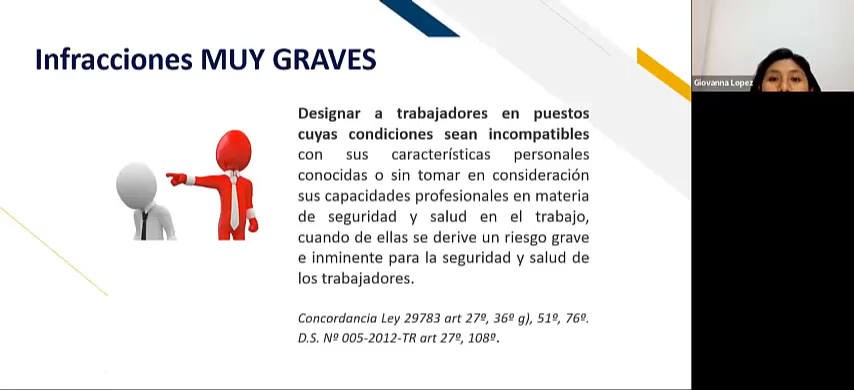 Infracciones MUY GRAVES
Designar a trabajadores en puestos
cuyas condiciones sean incompatibles
con sus características personales
conocidas o sin tomar en consideración
sus capacidades profesionales en materia
de seguridad y salud en el trabajo,
cuando de ellas se derive un riesgo grave
e inminente para la seguridad y salud de
los trabajadores.
Concordancia Ley 29783 art 27º, 36º g), 51º, 76º.
D.S. Nº 005-2012-TR art 27º, 108º.
Giovanna Lopez